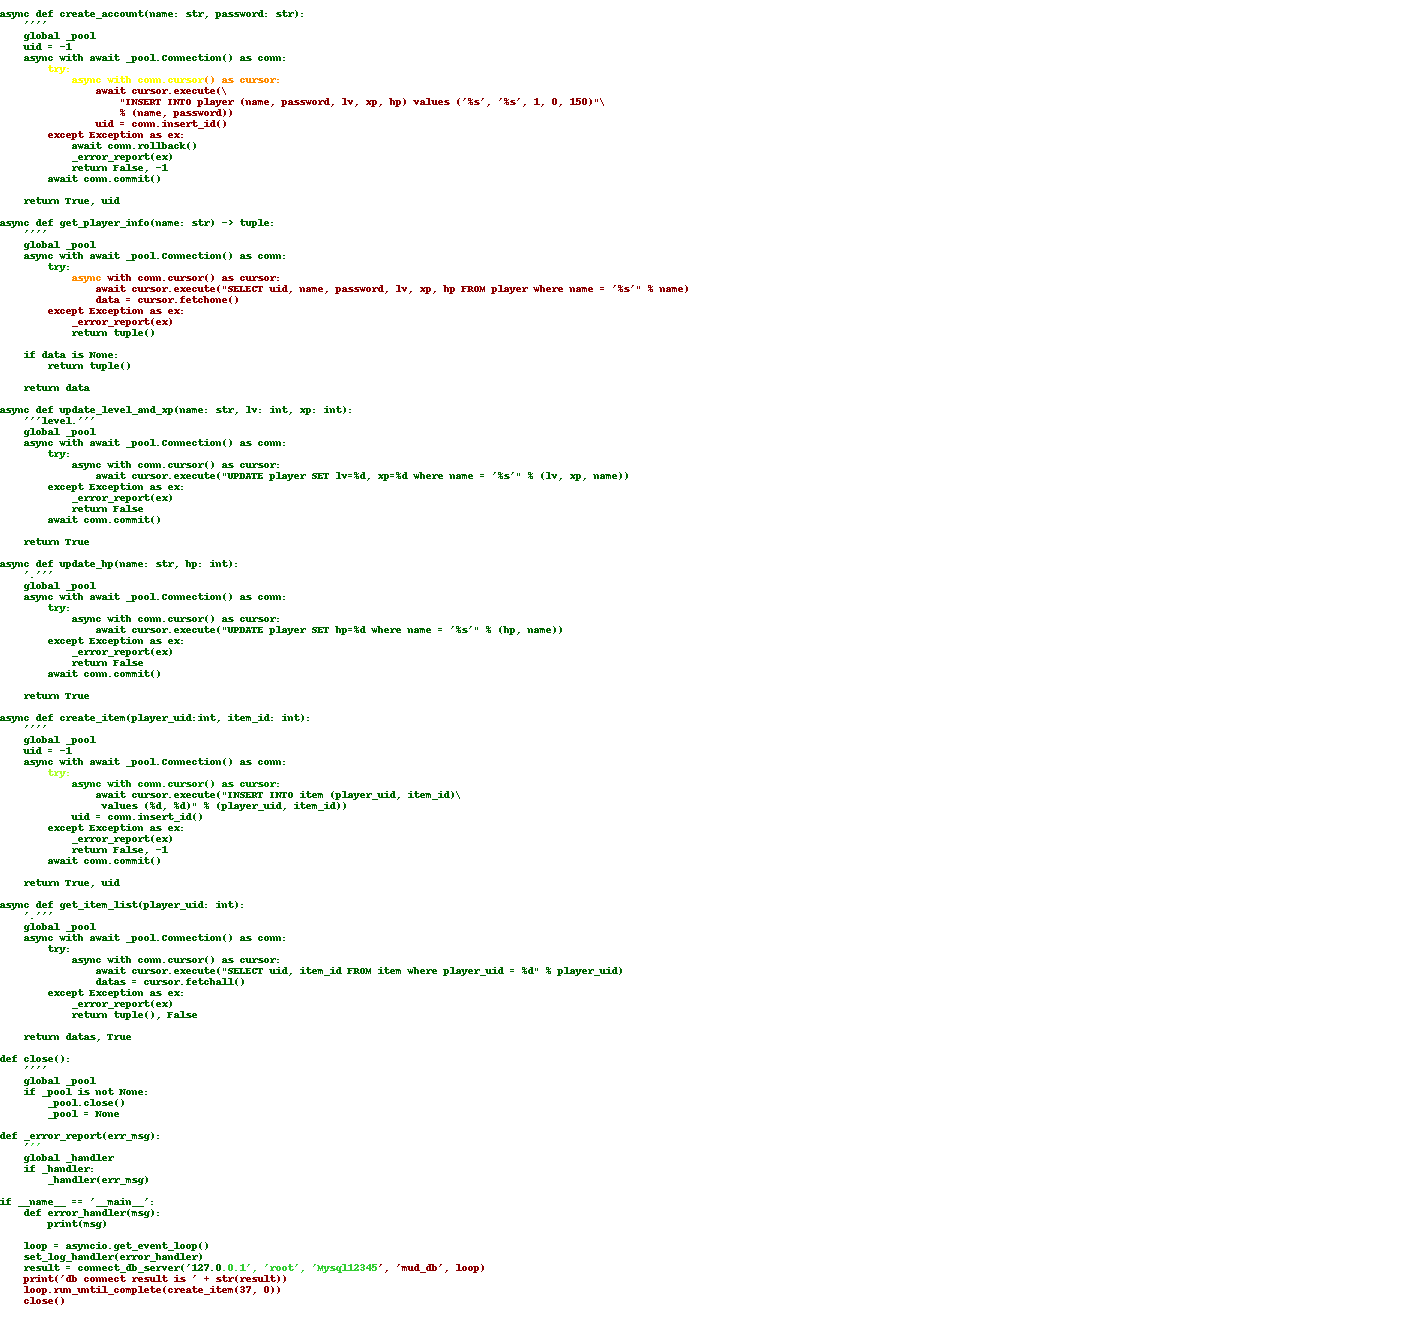 async def create_account(name: str, password: str):
    ''''
    global _pool
    uid = -1
    async with await _pool.Connection() as conn:
        try:
            async with conn.cursor() as cursor:
                await cursor.execute(\
                    "INSERT INTO player (name, password, lv, xp, hp) values ('%s', '%s', 1, 0, 150)"\
                    % (name, password))
                uid = conn.insert_id()
        except Exception as ex:
            await conn.rollback()
            _error_report(ex)
            return False, -1
        await conn.commit()

    return True, uid

async def get_player_info(name: str) -> tuple:
    ''''
    global _pool
    async with await _pool.Connection() as conn:
        try:
            async with conn.cursor() as cursor:
                await cursor.execute("SELECT uid, name, password, lv, xp, hp FROM player where name = '%s'" % name)
                data = cursor.fetchone()
        except Exception as ex:
            _error_report(ex)
            return tuple()

    if data is None:
        return tuple()

    return data

async def update_level_and_xp(name: str, lv: int, xp: int):
    '''level.'''
    global _pool
    async with await _pool.Connection() as conn:
        try:
            async with conn.cursor() as cursor:
                await cursor.execute("UPDATE player SET lv=%d, xp=%d where name = '%s'" % (lv, xp, name))
        except Exception as ex:
            _error_report(ex)
            return False
        await conn.commit()

    return True

async def update_hp(name: str, hp: int):
    '.'''
    global _pool
    async with await _pool.Connection() as conn:
        try:
            async with conn.cursor() as cursor:
                await cursor.execute("UPDATE player SET hp=%d where name = '%s'" % (hp, name))
        except Exception as ex:
            _error_report(ex)
            return False
        await conn.commit()

    return True

async def create_item(player_uid:int, item_id: int):
    ''''
    global _pool
    uid = -1
    async with await _pool.Connection() as conn:
        try:
            async with conn.cursor() as cursor:
                await cursor.execute("INSERT INTO item (player_uid, item_id)\
                 values (%d, %d)" % (player_uid, item_id))
            uid = conn.insert_id()
        except Exception as ex:
            _error_report(ex)
            return False, -1
        await conn.commit()

    return True, uid

async def get_item_list(player_uid: int):
    '.'''
    global _pool
    async with await _pool.Connection() as conn:
        try:
            async with conn.cursor() as cursor:
                await cursor.execute("SELECT uid, item_id FROM item where player_uid = %d" % player_uid)
                datas = cursor.fetchall()
        except Exception as ex:
            _error_report(ex)
            return tuple(), False

    return datas, True

def close():
    ''''
    global _pool
    if _pool is not None:
        _pool.close()
        _pool = None

def _error_report(err_msg):
    '''
    global _handler
    if _handler:
        _handler(err_msg)

if __name__ == '__main__':
    def error_handler(msg):
        print(msg)

    loop = asyncio.get_event_loop()
    set_log_handler(error_handler)
    result = connect_db_server('127.0.0.1', 'root', 'Mysql12345', 'mud_db', loop)
    print('db connect result is ' + str(result))
    loop.run_until_complete(create_item(37, 0))
    close()